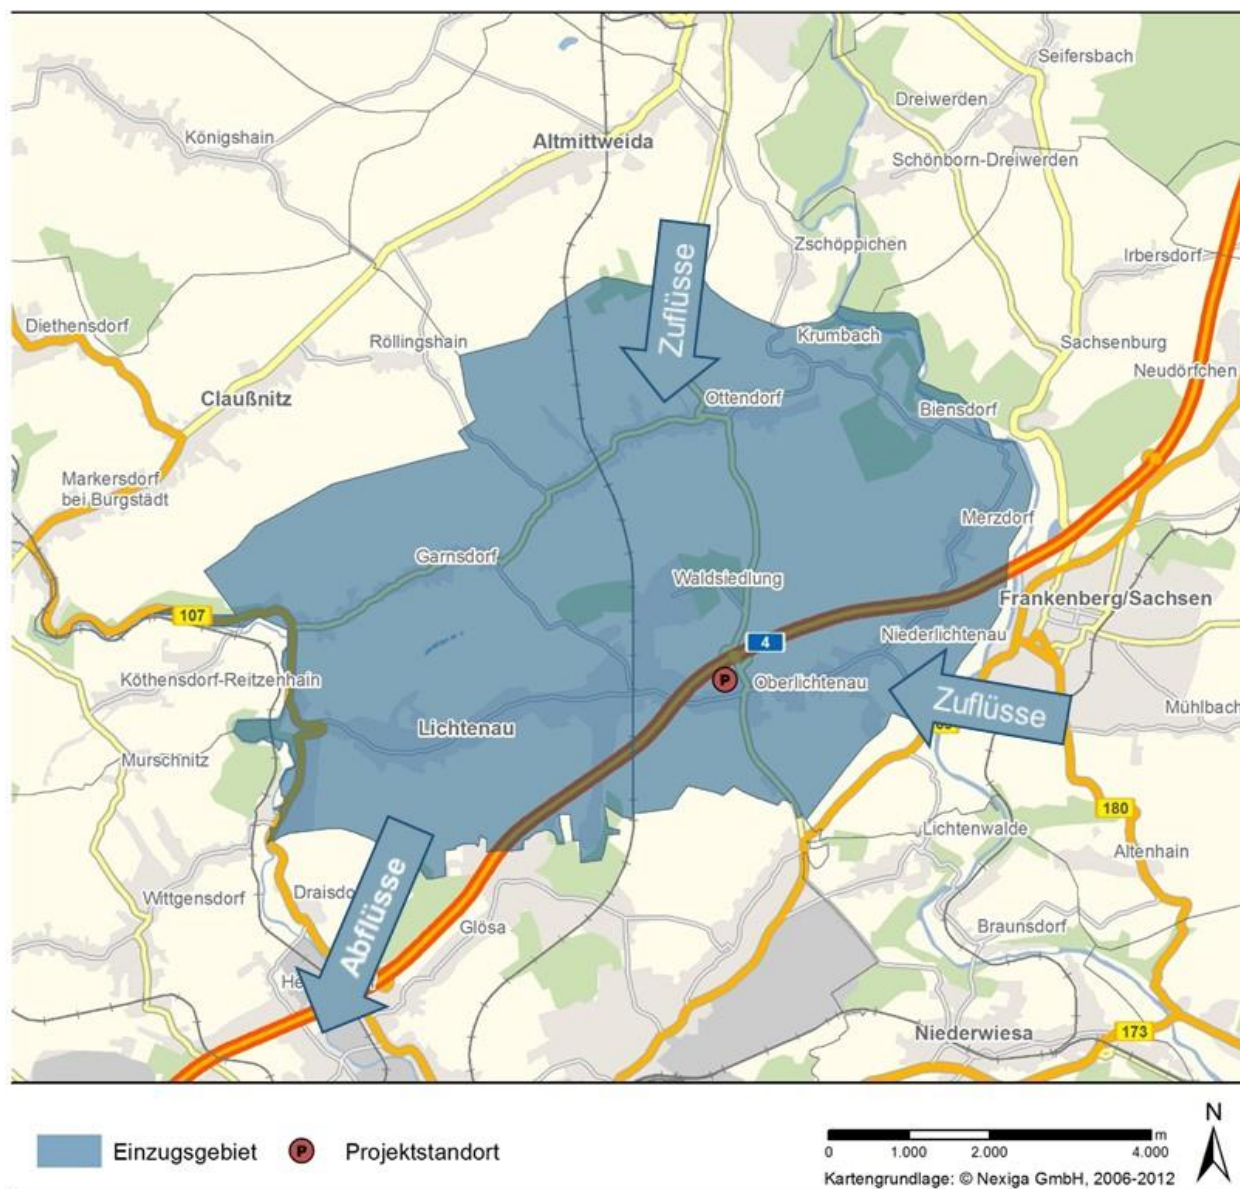 Seifersbach
Dreiwerden
Königshain
Altmittweida
Schönborn-Dreiwerden
Zschöppichen
Irbersdorf
Zuflüsse
Diethensdorf
Röllingshain
Krumbach
Sachsenburg
Neudörfchen
Claußnitz
Ottendorf
Biensdorf
Markersdorf
bei Burgstädt
Merzdorf
Garnsdorf
Waldsiedlung
Frankenberg/Sachsen
107
4
Niederlichtenau
Köthensdorf-Reitzenhain
P
Oberlichtenau
Zuflüsse
Mühlbach
Lichtenau
Murschnitz
180
Lichtenwalde
Altenhain
Wittgensdorf
Draisdo
Glösa
Braunsdorf
Abflüsse
He
Niederwiesa
173
N
Einzugsgebiet
P Projektstandort
m
0 1.000 2.000 4.000
Kartengrundlage: © Nexiga GmbH, 2006-2012